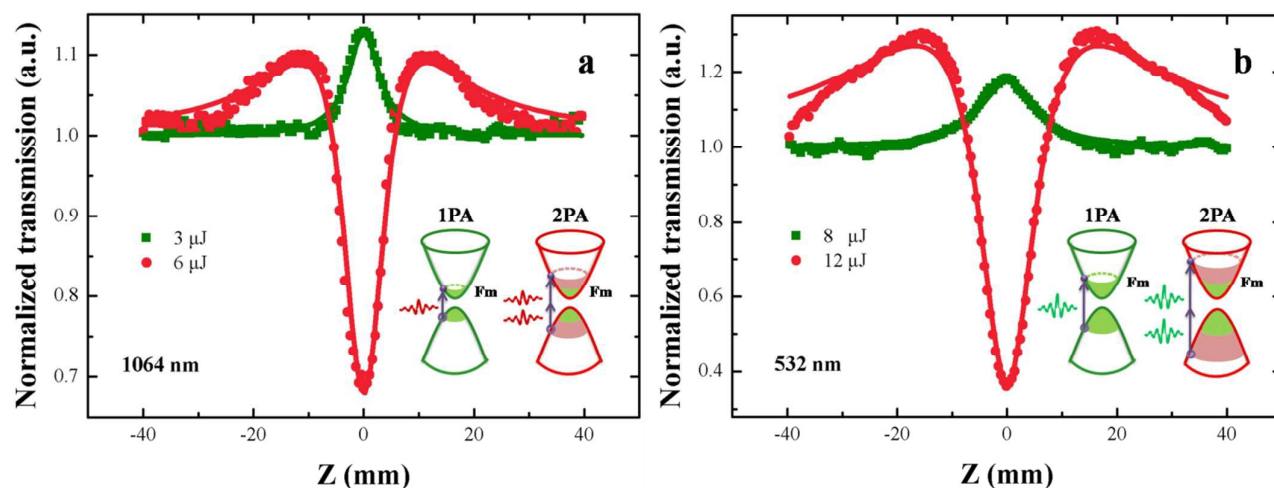 Normalized transmission (a.u.)
1.1
1.0
0.9
0.8
0.7
a
3 µJ
6 µJ
1PA
2PA
Fm
Fm
1064 nm
-40
-20
0
20
40
Z (mm)
Normalized transmission (a.u.)
1.2
1.0
0.8
0.6
0.4
b
8 µJ
12 µJ
1PA
2PA
Fm
Fm
532 nm
-40
-20
0
20
40
Z (mm)